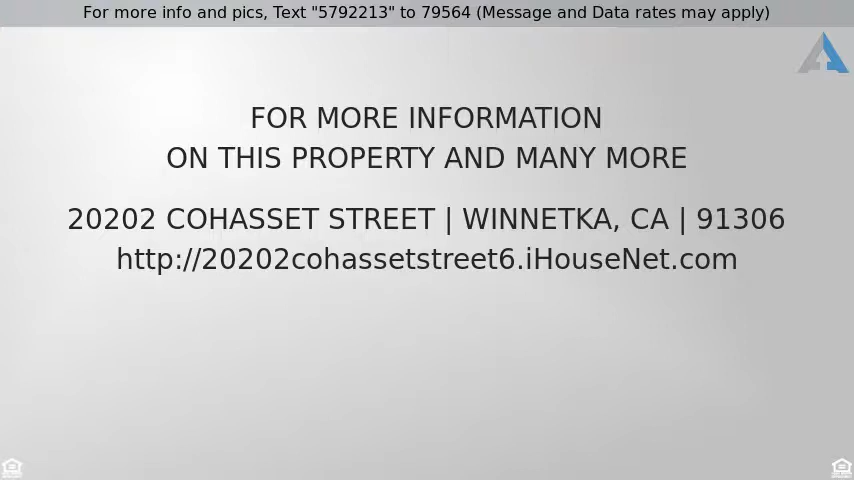 For more info and pics, Text "5792213" to 79564 (Message and Data rates may apply)
FOR MORE INFORMATION
ON THIS PROPERTY AND MANY MORE
20202 COHASSET STREET | WINNETKA, CA | 91306
http://20202cohassetstreet6.iHouseNet.com